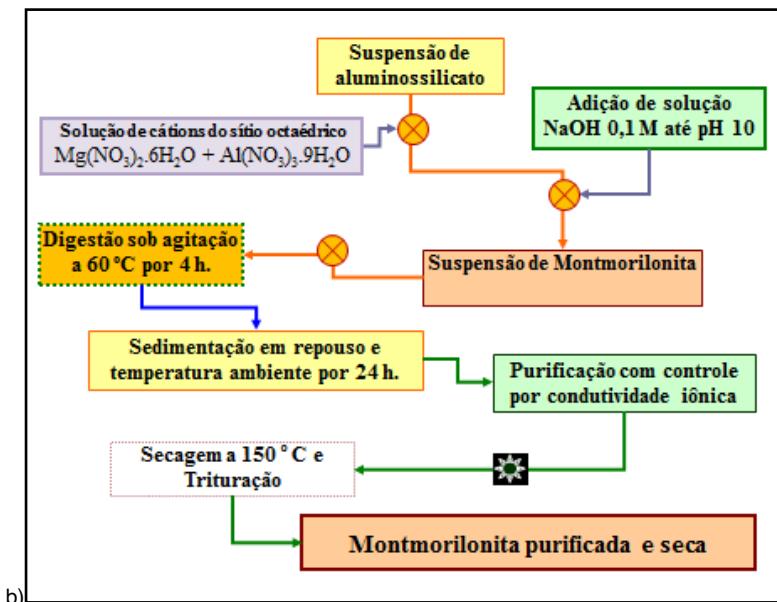 Suspensão de
aluminossilicato
Solução de cátions do sítio octaédrico
Mg(NO₃)₂.6H₂O + Al(NO₃)₃.9H₂O
Adição de solução
NaOH 0,1 M até pH 10
Digestão sob agitação
a 60 °C por 4 h.
Suspensão de Montmorilonita
Sedimentação em repouso e
temperatura ambiente por 24 h.
Purificação com controle
por condutividade iônica
Secagem a 150 ° C e
Trituração
Montmorilonita purificada e seca
b)